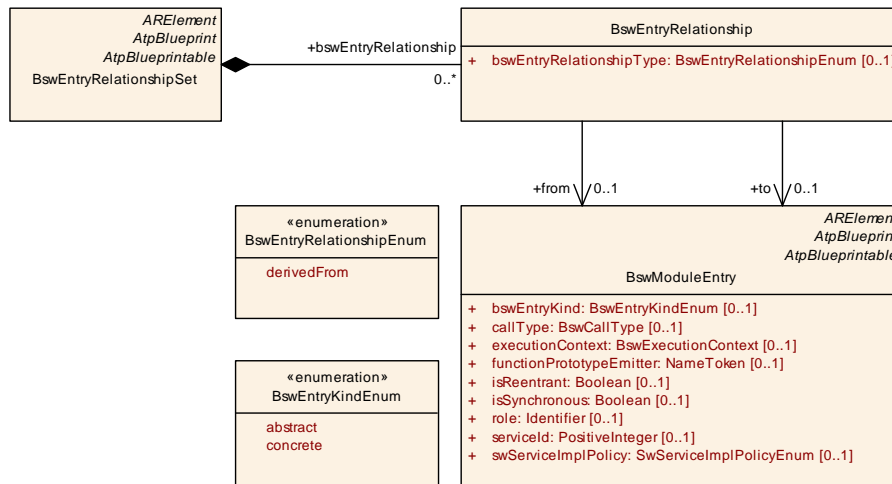 ARElement
AtpBlueprint
AtpBlueprintable
BswEntryRelationshipSet
+bswEntryRelationship
0..*
BswEntryRelationship
+ bswEntryRelationshipType: BswEntryRelationshipEnum [0..1]
+from 0..1
+to 0..1
«enumeration»
BswEntryRelationshipEnum
derivedFrom
ARElement
AtpBlueprint
AtpBlueprintable
BswModuleEntry
+ bswEntryKind: BswEntryKindEnum [0..1]
+ callType: BswCallType [0..1]
+ executionContext: BswExecutionContext [0..1]
+ functionPrototypeEmitter: NameToken [0..1]
+ isReentrant: Boolean [0..1]
+ isSynchronous: Boolean [0..1]
+ role: Identifier [0..1]
+ serviceId: PositiveInteger [0..1]
+ swServiceImplPolicy: SwServiceImplPolicyEnum [0..1]
«enumeration»
BswEntryKindEnum
abstract
concrete